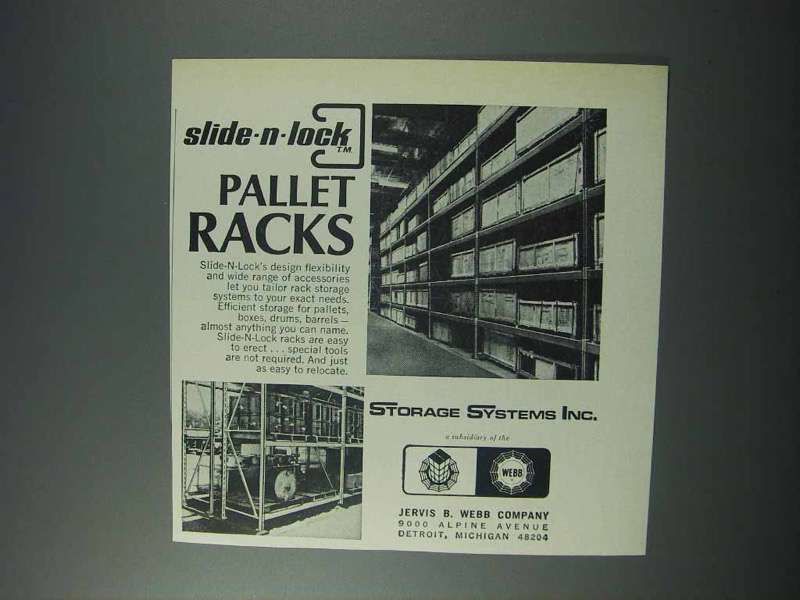 slide-n-lock
T.M.
PALLET
RACKS
Slide-N-Lock's design flexibility
and wide range of accessories
let you tailor rack storage
systems to your exact needs.
Efficient storage for pallets,
boxes, drums, barrels —
almost anything you can name.
Slide-N-Lock racks are easy
to erect . . . special tools
are not required. And just
as easy to relocate.
STORAGE SYSTEMS INC.
a subsidiary of the
WEBB
JERVIS B. WEBB COMPANY
9000 ALPINE AVENUE
DETROIT, MICHIGAN 48204